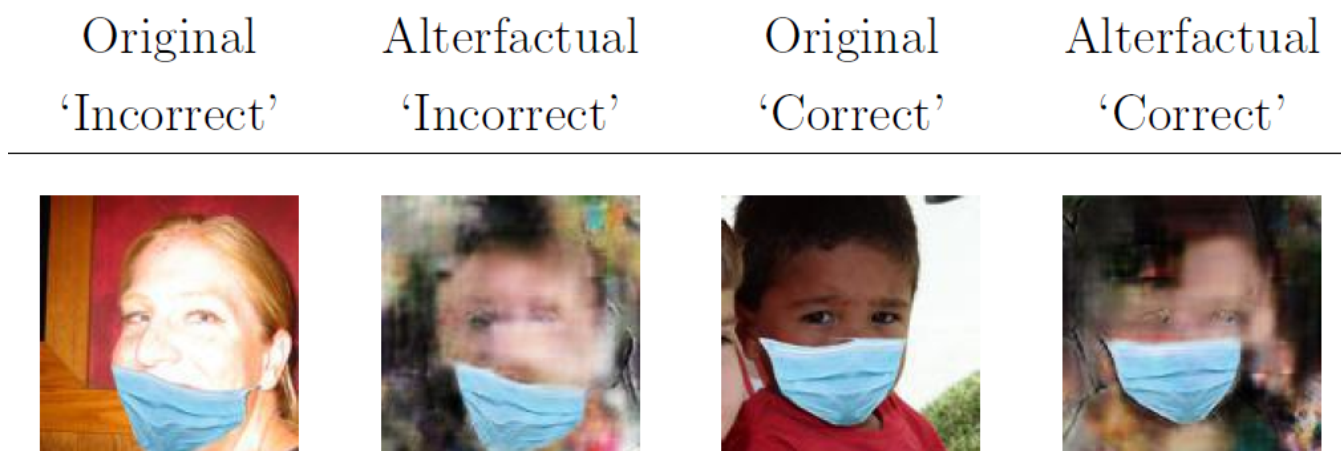 Original Alterfactual Original Alterfactual
‘Incorrect’ ‘Incorrect’ ‘Correct’ ‘Correct’